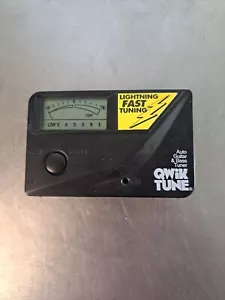 LIGHTNING
FAST
TUNING
LOW E A D G B E
Auto
Guitar
& Bass
Tuner
QWIK
TUNE®